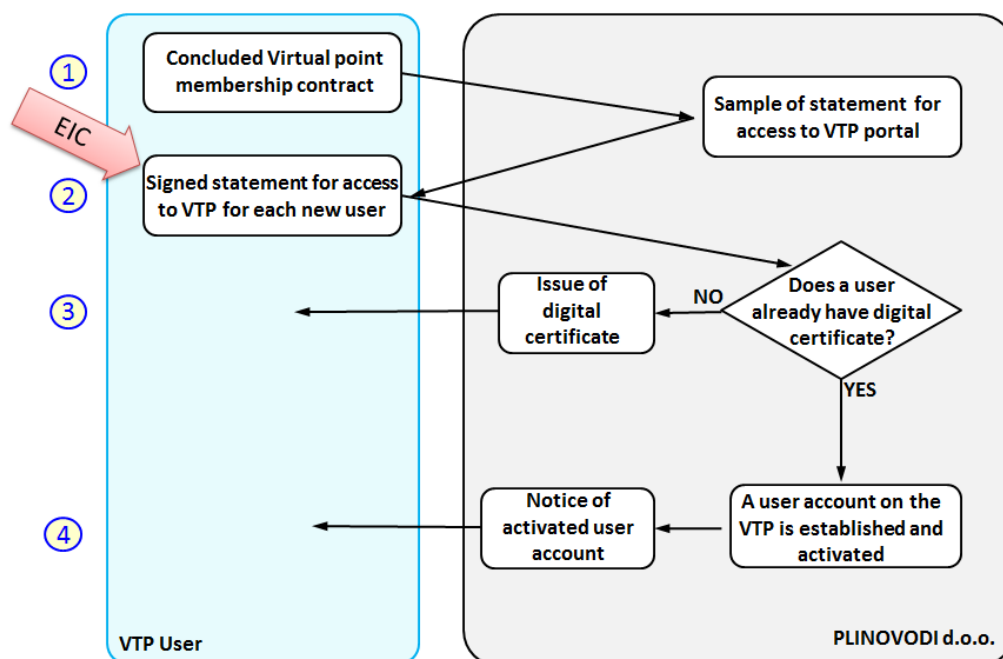 1
Concluded Virtual point
membership contract
Sample of statement for
access to VTP portal
EIC
2
Signed statement for access
to VTP for each new user
3
Issue of
digital
certificate
NO
Does a user
already have digital
certificate?
YES
4
Notice of
activated user
account
A user account on the
VTP is established and
activated
VTP User
PLINOVODI d.o.o.